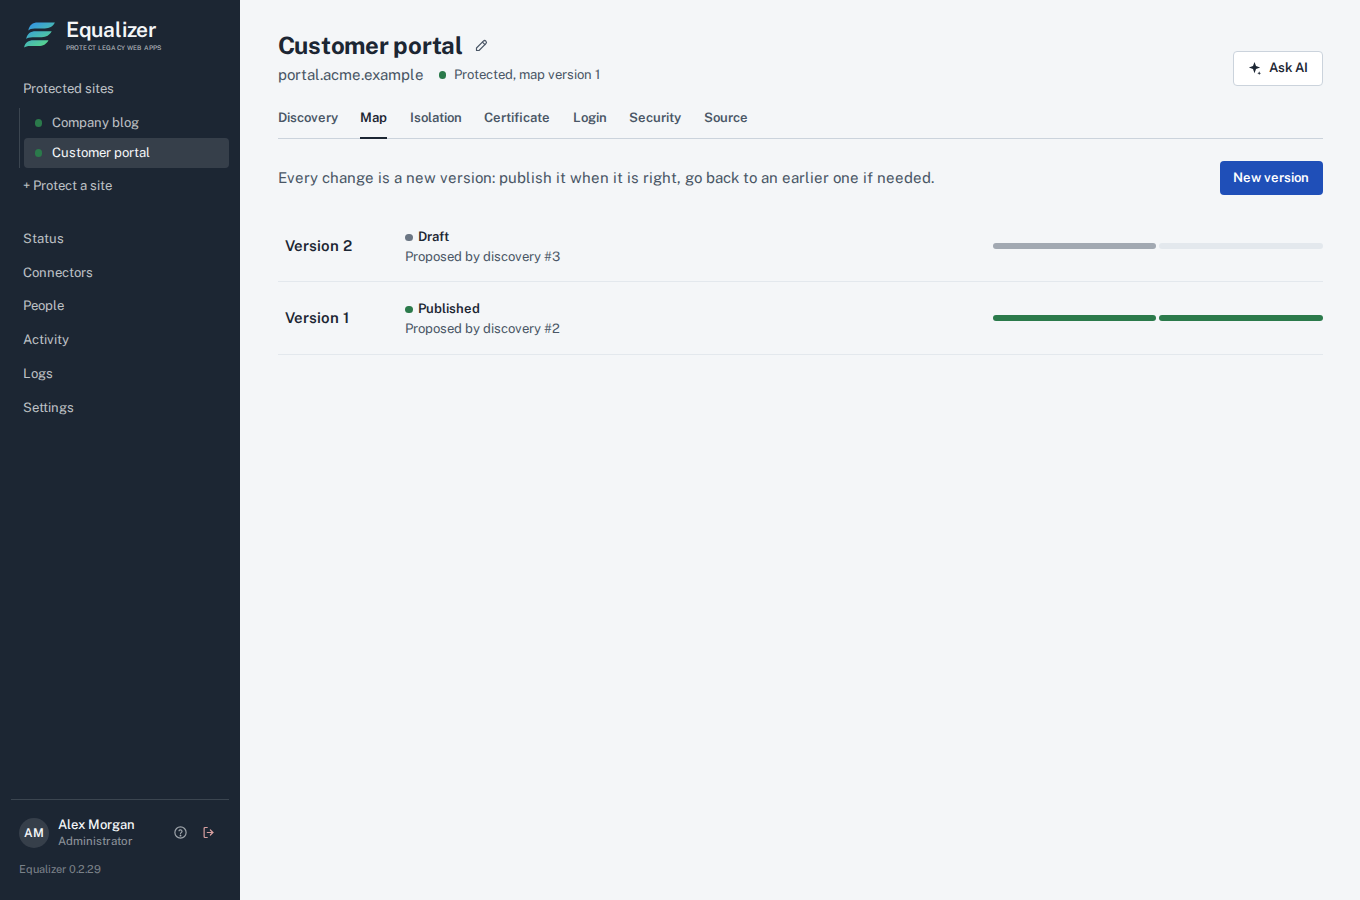 Equalizer
PROTECT LEGACY WEB APPS
Protected sites
Company blog
Customer portal
+ Protect a site
Status
Connectors
People
Activity
Logs
Settings
AM
Alex Morgan
Administrator
Equalizer 0.2.29
Customer portal
portal.acme.example
Protected, map version 1
Ask AI
Discovery
Map
Isolation
Certificate
Login
Security
Source
Every change is a new version: publish it when it is right, go back to an earlier one if needed.
New version
Version 2
Draft
Proposed by discovery #3
Version 1
Published
Proposed by discovery #2